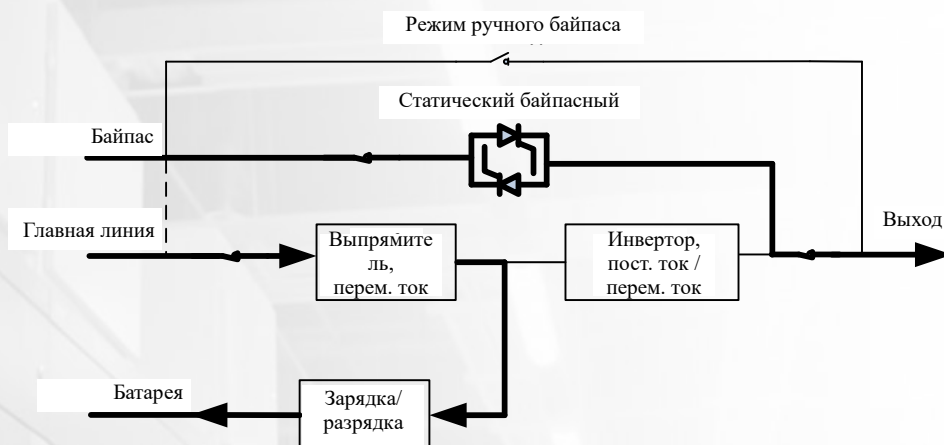 Режим ручного байпаса
Статический байпасный
Байпас
Главная линия
Выпрямите
ль,
перем. ток
Инвертор,
пост. ток /
перем. ток
Выход
Батарея
Зарядка/
разрядка